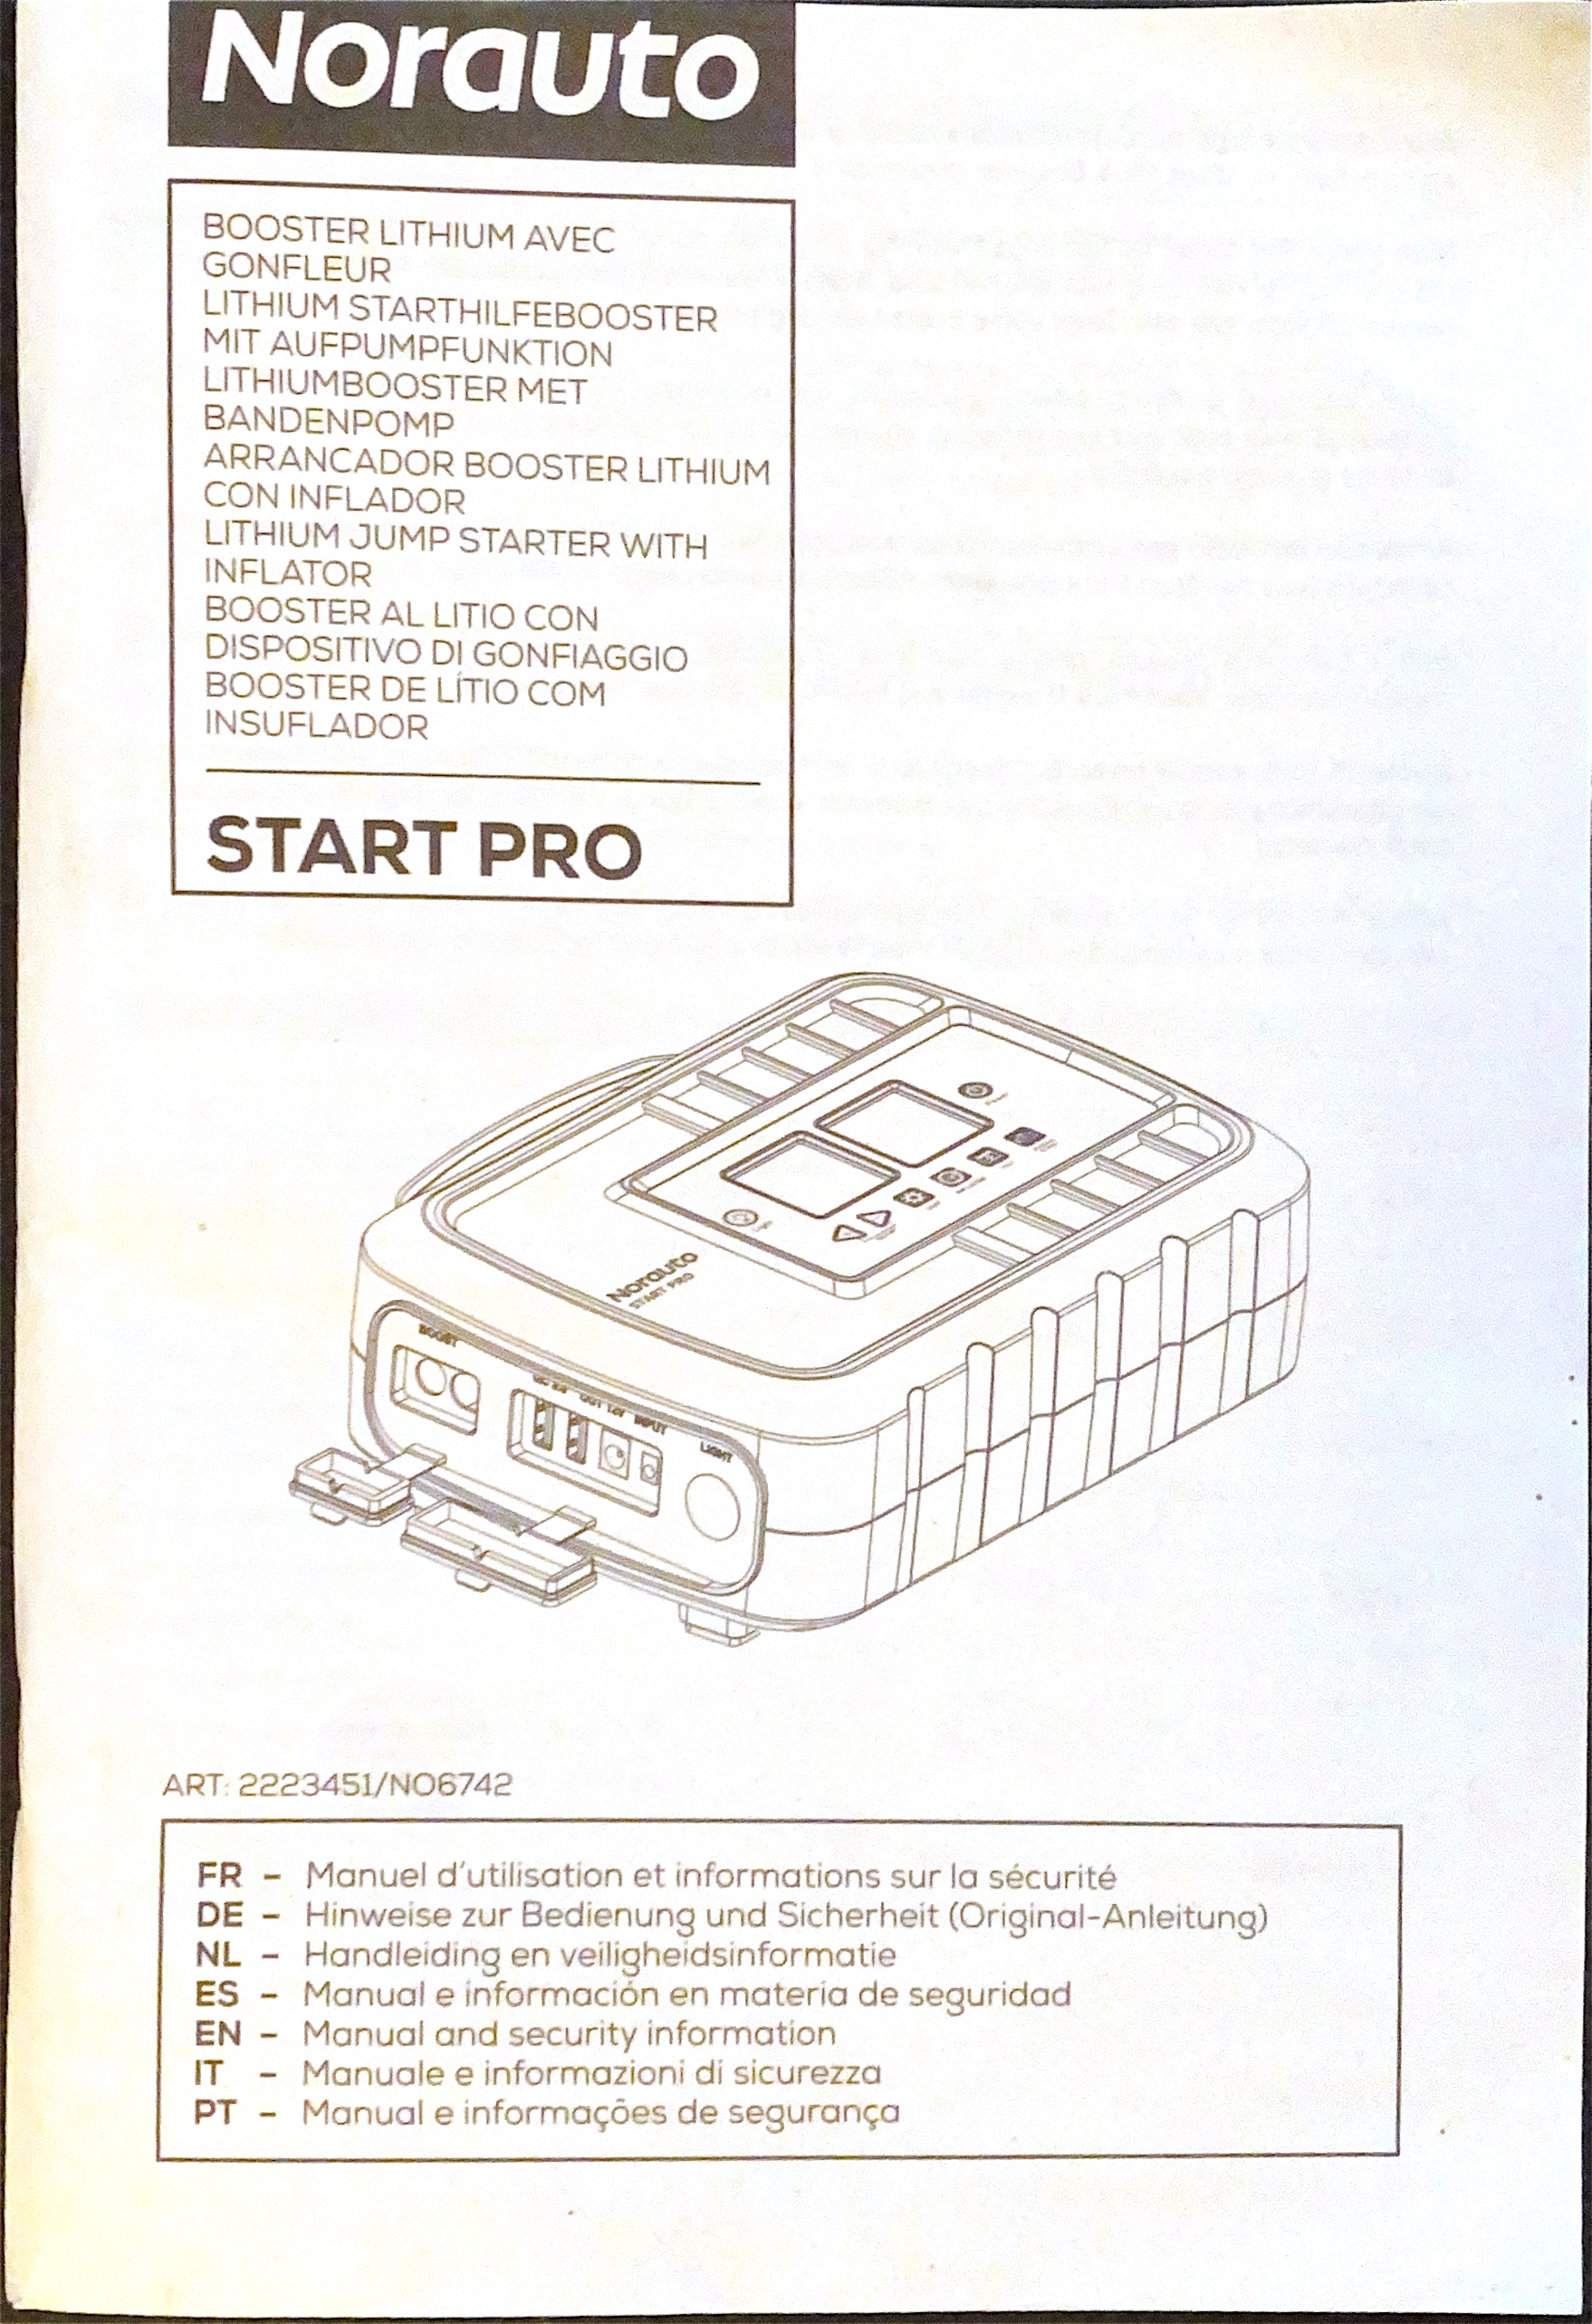 Norauto
BOOSTER LITHIUM AVEC
GONFLEUR
LITHIUM STARTHILFEBOOSTER
MIT AUFPUMPFUNKTION
LITHIUMBOOSTER MET
BANDENPOMP
ARRANCADOR BOOSTER LITHIUM
CON INFLADOR
LITHIUM JUMP STARTER WITH
INFLATOR
BOOSTER AL LITIO CON
DISPOSITIVO DI GONFIAGGIO
BOOSTER DE LÍTIO COM
INSUFLADOR
START PRO
Norauto
START PRO
BOOST
OUT 12V INPUT
LIGHT
ART: 2223451/NO6742
FR - Manuel d'utilisation et informations sur la sécurité
DE - Hinweise zur Bedienung und Sicherheit (Original-Anleitung)
NL - Handleiding en veiligheidsinformatie
ES - Manual e información en materia de seguridad
EN - Manual and security information
IT - Manuale e informazioni di sicurezza
PT - Manual e informações de segurança